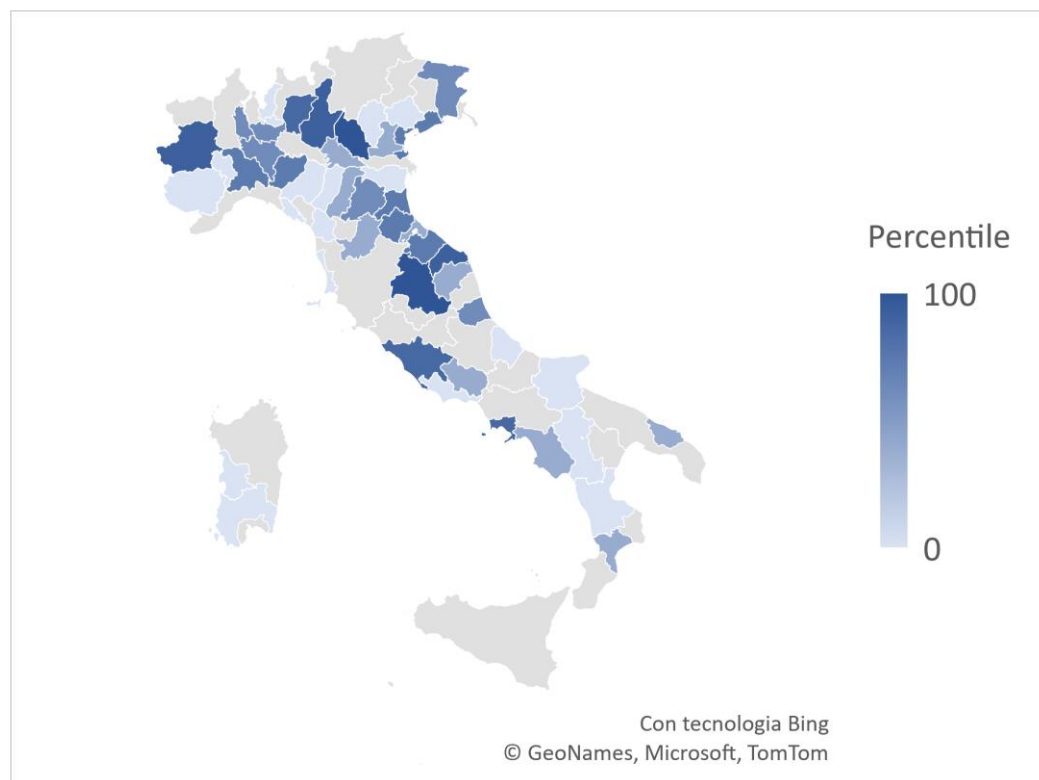 Percentile
100
0
Con tecnologia Bing
© GeoNames, Microsoft, TomTom